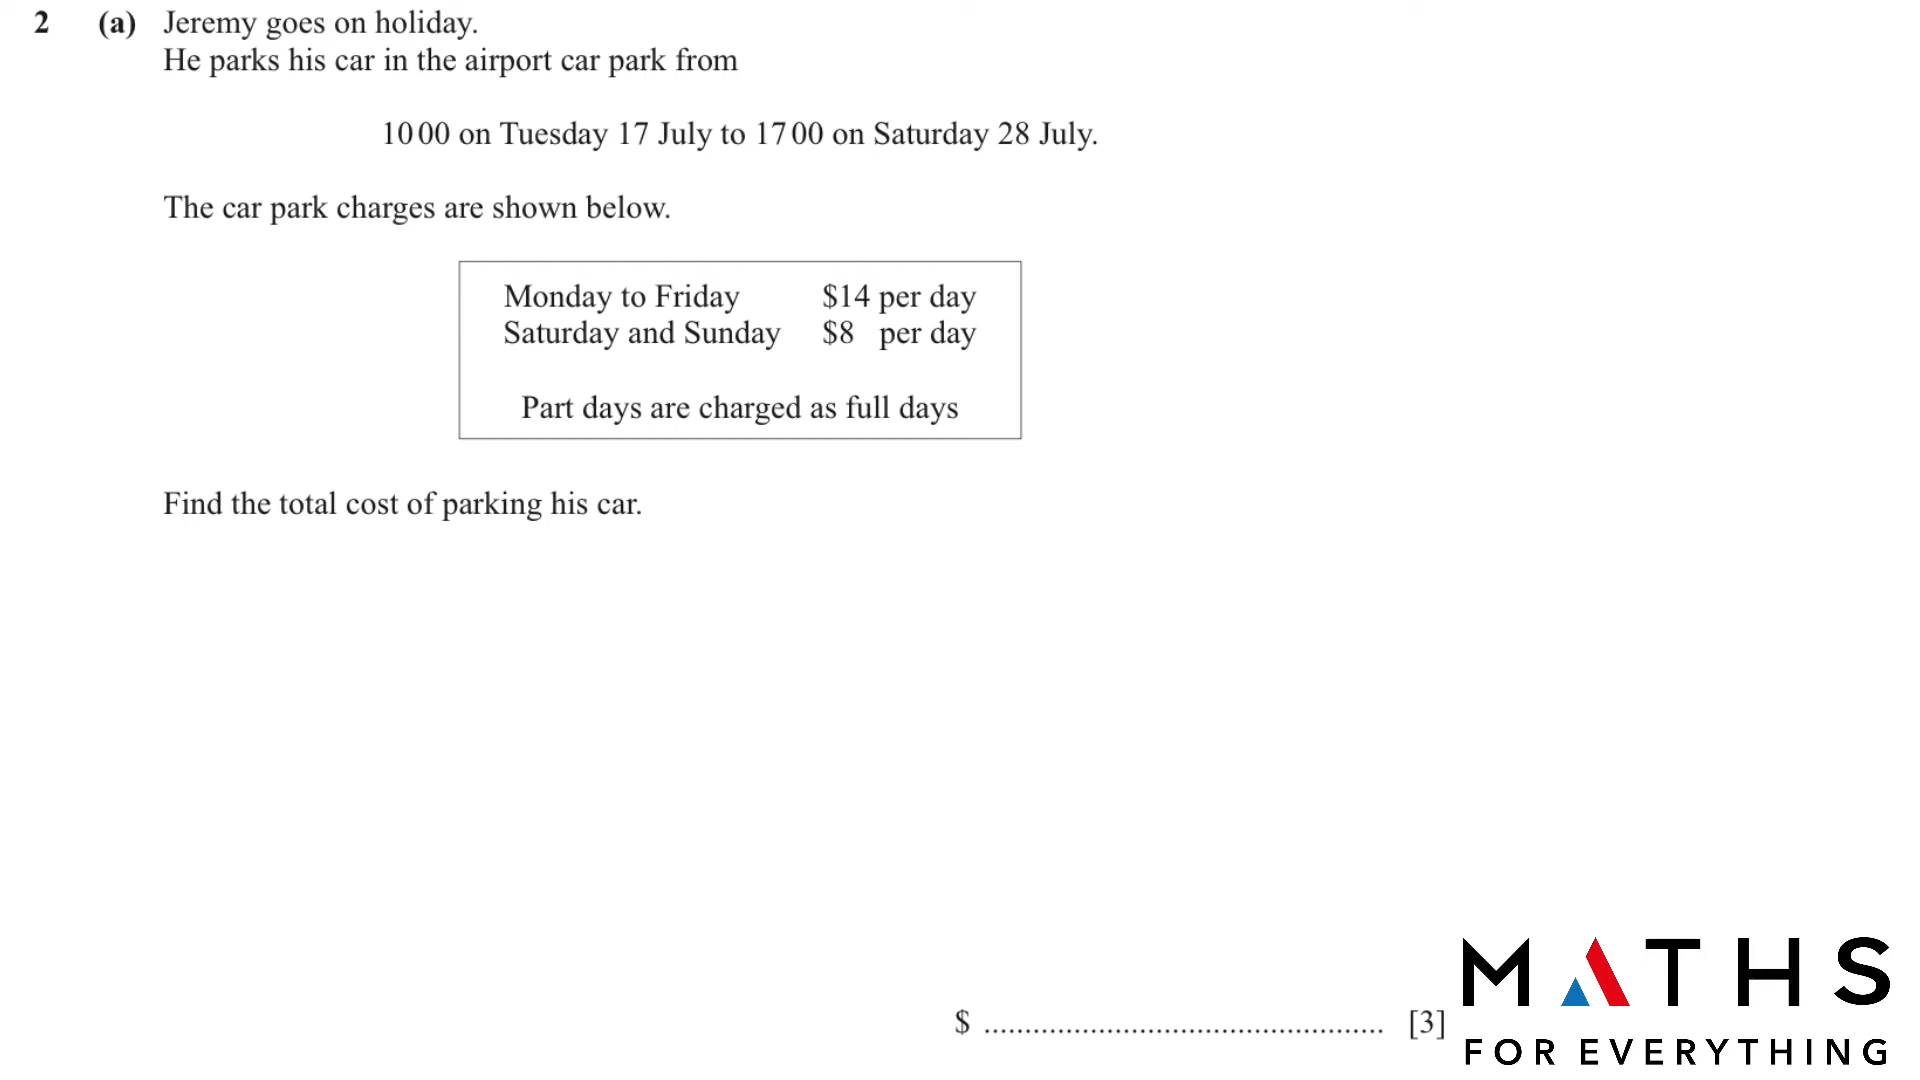 2 (a) Jeremy goes on holiday.
He parks his car in the airport car park from
10 00 on Tuesday 17 July to 17 00 on Saturday 28 July.
The car park charges are shown below.
Monday to Friday $14 per day
Saturday and Sunday $8 per day
Part days are charged as full days
Find the total cost of parking his car.
$ ................................................ [3]
MATHS
FOR EVERYTHING